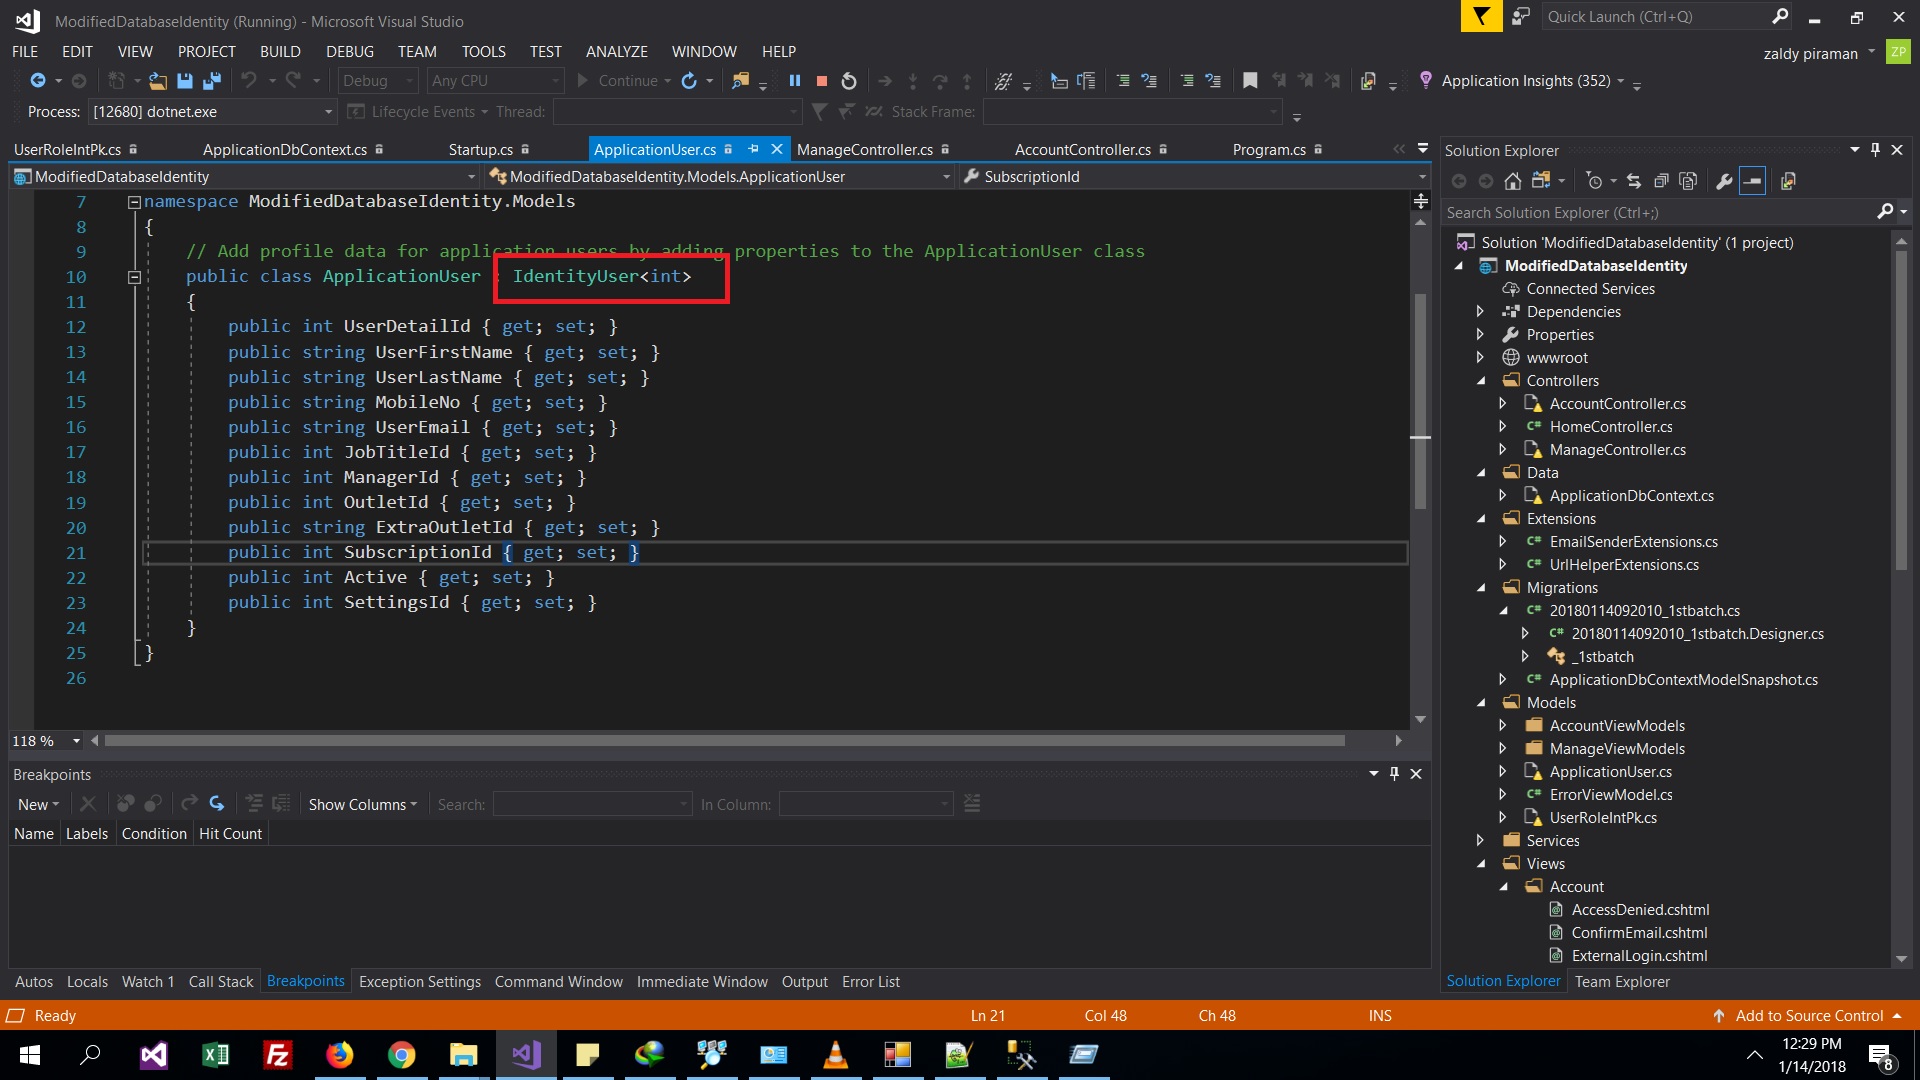 ModifiedDatabaseIdentity (Running) - Microsoft Visual Studio
Quick Launch (Ctrl+Q)
FILE EDIT VIEW PROJECT BUILD DEBUG TEAM TOOLS TEST ANALYZE WINDOW HELP
zaldy piraman ZP
Debug Any CPU Continue Application Insights (352)
Process: [12680] dotnet.exe Lifecycle Events Thread: Stack Frame:
UserRoleIntPk.cs ApplicationDbContext.cs Startup.cs ApplicationUser.cs ManageController.cs AccountController.cs Program.cs
ModifiedDatabaseIdentity ModifiedDatabaseIdentity.Models.ApplicationUser SubscriptionId
7 namespace ModifiedDatabaseIdentity.Models
8 {
9 // Add profile data for application users by adding properties to the ApplicationUser class
10 public class ApplicationUser : IdentityUser<int>
11 {
12 public int UserDetailId { get; set; }
13 public string UserFirstName { get; set; }
14 public string UserLastName { get; set; }
15 public string MobileNo { get; set; }
16 public string UserEmail { get; set; }
17 public int JobTitleId { get; set; }
18 public int ManagerId { get; set; }
19 public int OutletId { get; set; }
20 public string ExtraOutletId { get; set; }
21 public int SubscriptionId { get; set; }
22 public int Active { get; set; }
23 public int SettingsId { get; set; }
24 }
25 }
26
118 %
Breakpoints
New Show Columns Search: In Column:
Name Labels Condition Hit Count
Autos Locals Watch 1 Call Stack Breakpoints Exception Settings Command Window Immediate Window Output Error List
Solution Explorer
Search Solution Explorer (Ctrl+;)
Solution 'ModifiedDatabaseIdentity' (1 project)
ModifiedDatabaseIdentity
Connected Services
Dependencies
Properties
wwwroot
Controllers
C# AccountController.cs
C# HomeController.cs
ManageController.cs
Data
ApplicationDbContext.cs
Extensions
C# EmailSenderExtensions.cs
C# UrlHelperExtensions.cs
Migrations
C# 20180114092010_1stbatch.cs
C# 20180114092010_1stbatch.Designer.cs
_1stbatch
C# ApplicationDbContextModelSnapshot.cs
Models
AccountViewModels
ManageViewModels
ApplicationUser.cs
C# ErrorViewModel.cs
UserRoleIntPk.cs
Services
Views
Account
AccessDenied.cshtml
ConfirmEmail.cshtml
ExternalLogin.cshtml
Solution Explorer Team Explorer
Ready Ln 21 Col 48 Ch 48 INS Add to Source Control
12:29 PM
1/14/2018
8